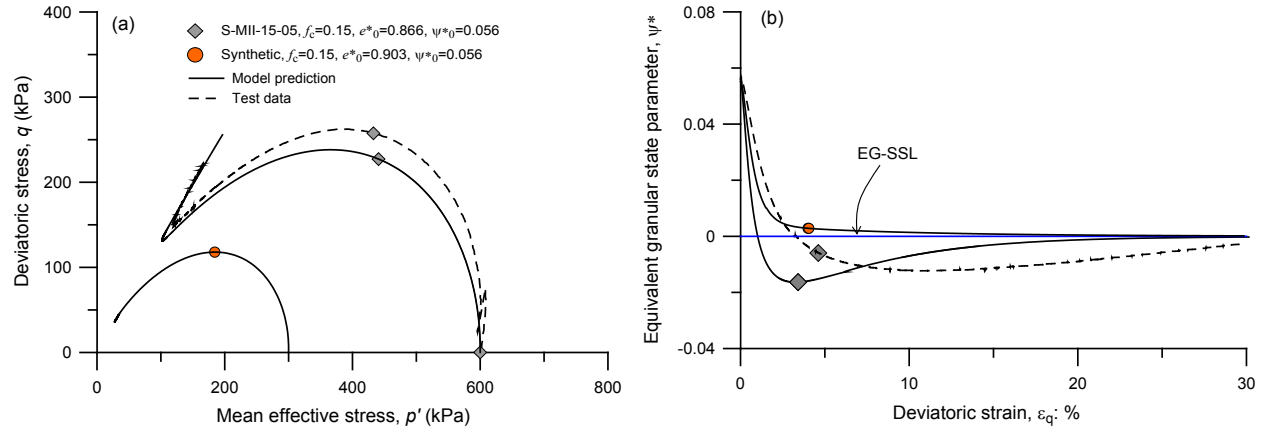 (a)
S-MII-15-05, fc=0.15, e*0=0.866, ψ*0=0.056
Synthetic, fc=0.15, e*0=0.903, ψ*0=0.056
Model prediction
Test data
Deviatoric stress, q (kPa)
400
300
200
100
0
0 200 400 600 800
Mean effective stress, p' (kPa)
(b)
Equivalent granular state parameter, ψ*
0.08
0.04
0
-0.04
EG-SSL
0 10 20 30
Deviatoric strain, εq: %